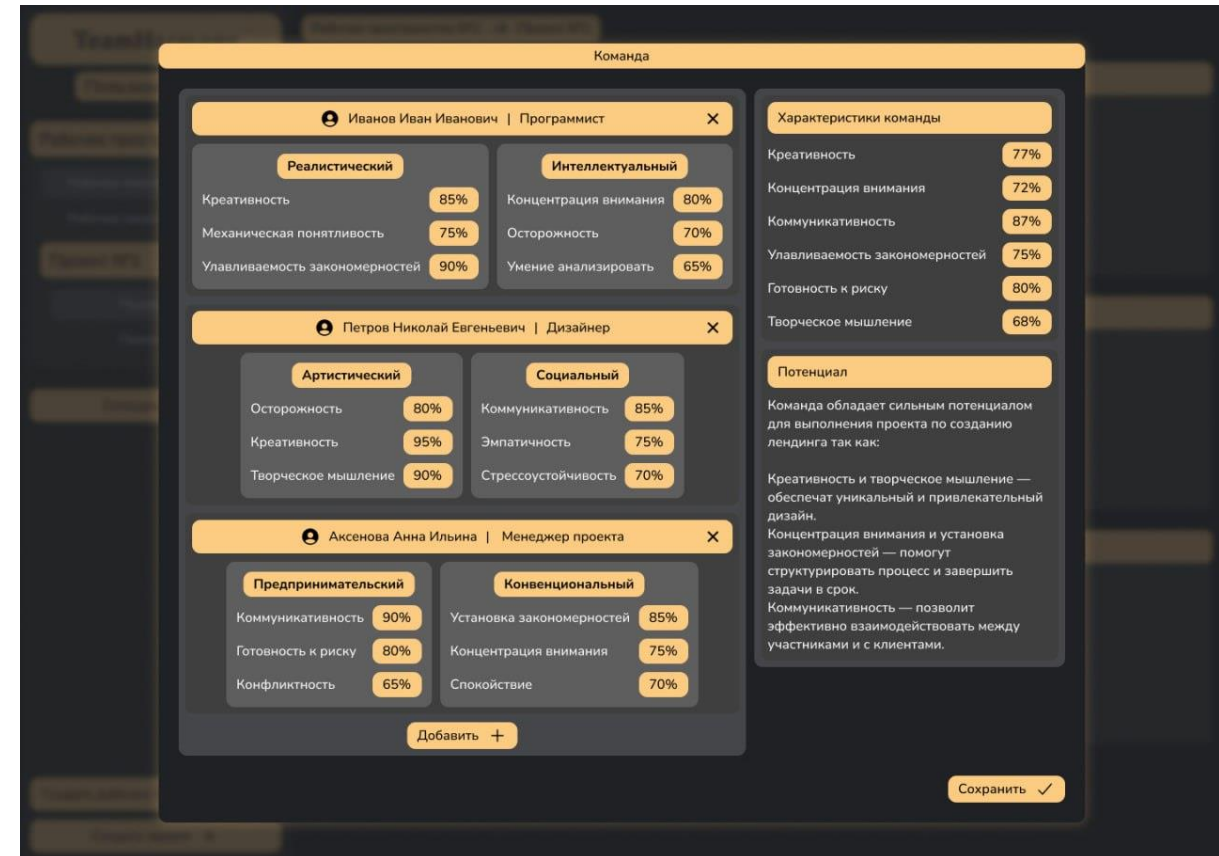 Команда
Иванов Иван Иванович | Программист
Реалистический
Креативность 85%
Механическая понятливость 75%
Улавливаемость закономерностей 90%
Интеллектуальный
Концентрация внимания 80%
Осторожность 70%
Умение анализировать 65%
Петров Николай Евгеньевич | Дизайнер
Артистический
Осторожность 80%
Креативность 95%
Творческое мышление 90%
Социальный
Коммуникативность 85%
Эмпатичность 75%
Стрессоустойчивость 70%
Аксенова Анна Ильина | Менеджер проекта
Предпринимательский
Коммуникативность 90%
Готовность к риску 80%
Конфликтность 65%
Конвенциональный
Установка закономерностей 85%
Концентрация внимания 75%
Спокойствие 70%
Добавить
Характеристики команды
Креативность 77%
Концентрация внимания 72%
Коммуникативность 87%
Улавливаемость закономерностей 75%
Готовность к риску 80%
Творческое мышление 68%
Потенциал
Команда обладает сильным потенциалом
для выполнения проекта по созданию
лендинга так как:
Креативность и творческое мышление —
обеспечат уникальный и привлекательный
дизайн.
Концентрация внимания и установка
закономерностей — помогут
структурировать процесс и завершить
задачи в срок.
Коммуникативность — позволит
эффективно взаимодействовать между
участниками и с клиентами.
Сохранить